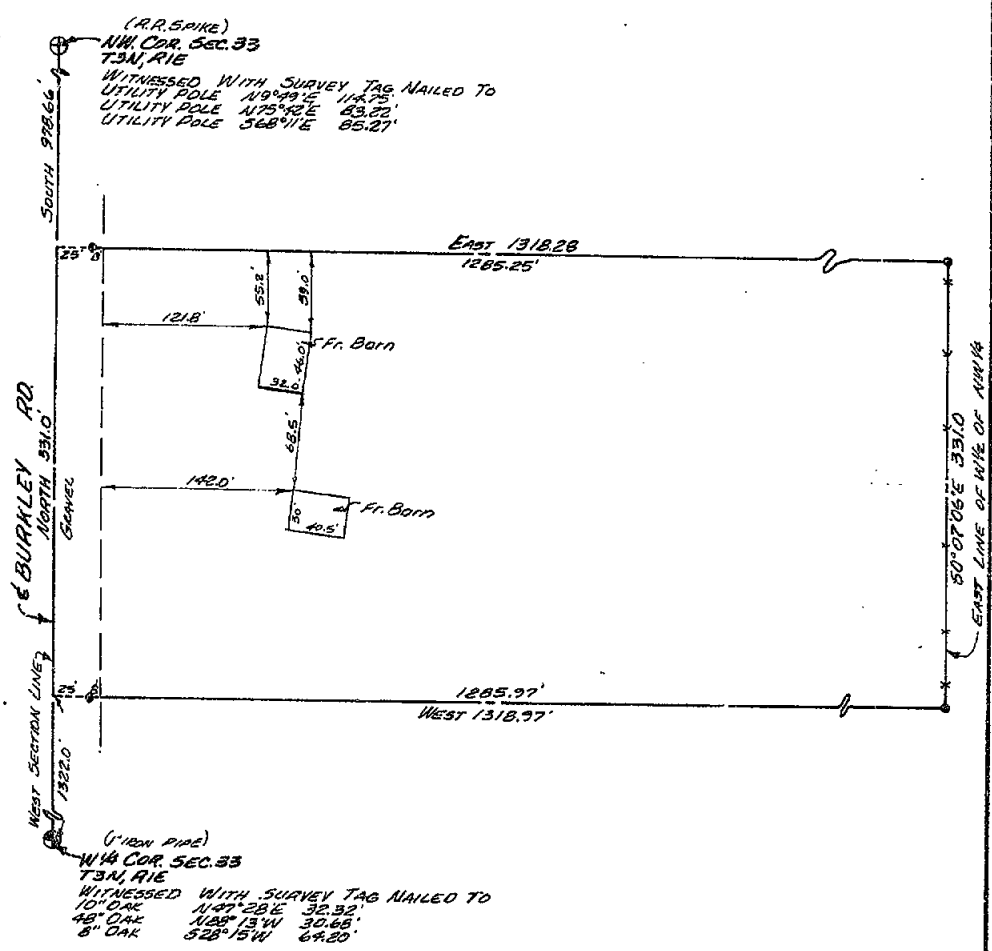 (R.R. SPIKE)
NW. COR. SEC. 33
T3N, R1E
WITNESSED WITH SURVEY TAG NAILED TO
UTILITY POLE N9°49'E 114.75'
UTILITY POLE N75°42'E 83.22'
UTILITY POLE S68°11'E 85.27'
SOUTH 978.66'
25'
8'
EAST 1318.28
1285.25'
55.2'
59.0'
121.8'
Fr. Barn
46.0'
32.0'
68.5'
142.0'
Fr. Barn
30'
40.5'
℄ BURKLEY RD.
NORTH 331.0'
GRAVEL
S0°07'06"E 331.0
EAST LINE OF W½ OF NW¼
25'
8'
1285.97'
WEST 1318.97'
WEST SECTION LINE
1322.0'
(1" IRON PIPE)
W¼ COR. SEC. 33
T3N, R1E
WITNESSED WITH SURVEY TAG NAILED TO
10" OAK N47°28'E 32.32'
48" OAK N88°13'W 30.68'
8" OAK S28°15'W 64.20'